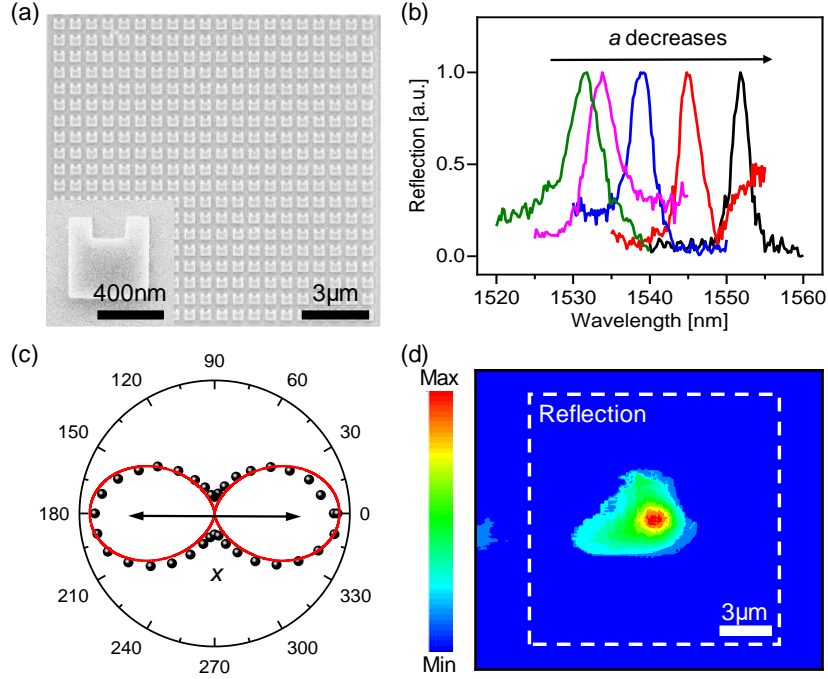 (a)
400nm
3μm
(b)
a decreases
Reflection [a.u.]
1.0
0.5
0.0
1520 1530 1540 1550 1560
Wavelength [nm]
(c)
90
120 60
150 30
180 0
x
210 330
240 300
270
(d)
Max
Reflection
3μm
Min